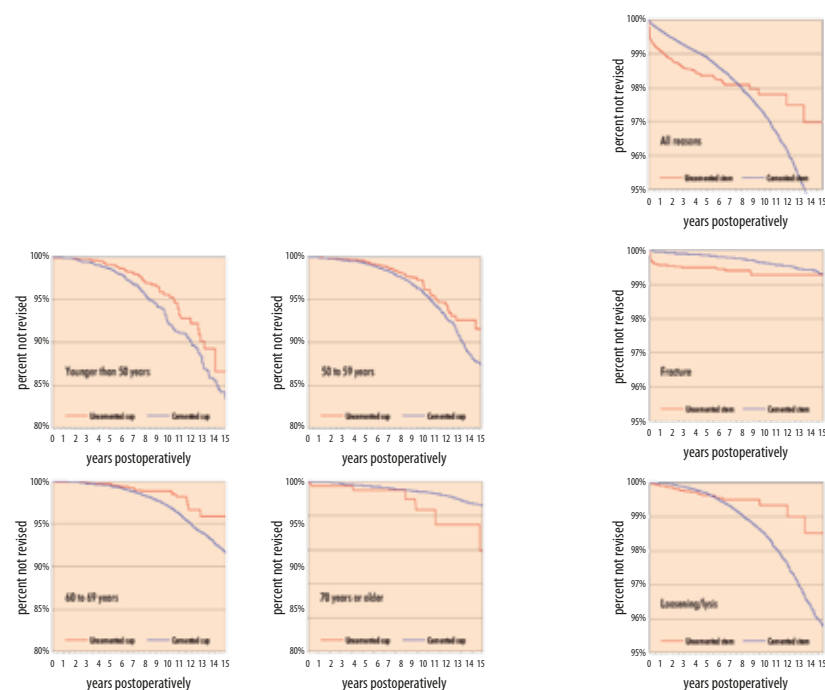 100%
99%
98%
97%
96%
95%
percent not revised
All reasons
Uncemented stem Cemented stem
0 1 2 3 4 5 6 7 8 9 10 11 12 13 14 15
years postoperatively
100%
95%
90%
85%
80%
percent not revised
Younger than 50 years
Uncemented cup Cemented cup
0 1 2 3 4 5 6 7 8 9 10 11 12 13 14 15
years postoperatively
100%
95%
90%
85%
80%
percent not revised
50 to 59 years
Uncemented cup Cemented cup
0 1 2 3 4 5 6 7 8 9 10 11 12 13 14 15
years postoperatively
100%
99%
98%
97%
96%
95%
percent not revised
Fracture
Uncemented stem Cemented stem
0 1 2 3 4 5 6 7 8 9 10 11 12 13 14 15
years postoperatively
100%
95%
90%
85%
80%
percent not revised
60 to 69 years
Uncemented cup Cemented cup
0 1 2 3 4 5 6 7 8 9 10 11 12 13 14 15
years postoperatively
100%
95%
90%
85%
80%
percent not revised
70 years or older
Uncemented cup Cemented cup
0 1 2 3 4 5 6 7 8 9 10 11 12 13 14 15
years postoperatively
100%
99%
98%
97%
96%
95%
percent not revised
Loosening/lysis
Uncemented stem Cemented stem
0 1 2 3 4 5 6 7 8 9 10 11 12 13 14 15
years postoperatively